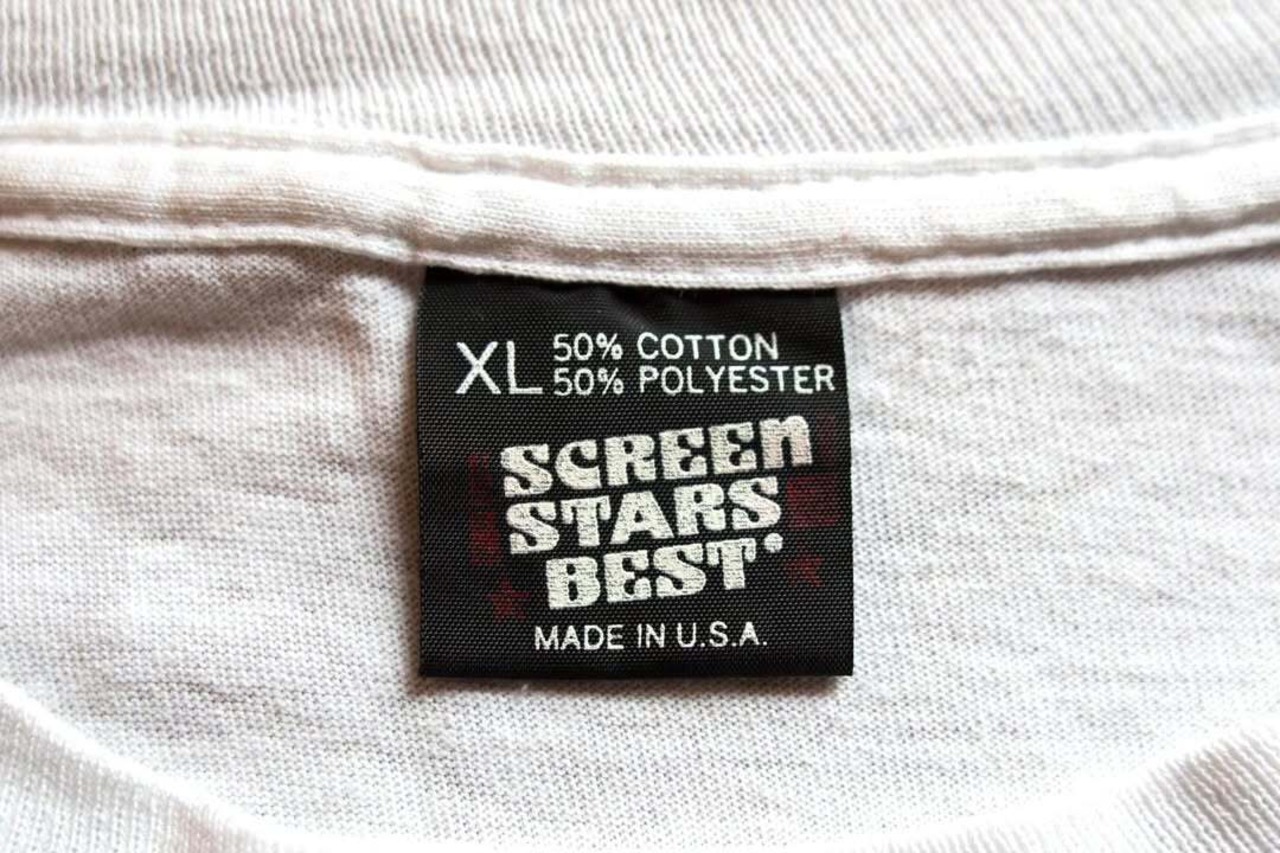 XL 50% COTTON
50% POLYESTER
SCREEN
STARS
BEST
MADE IN U.S.A.